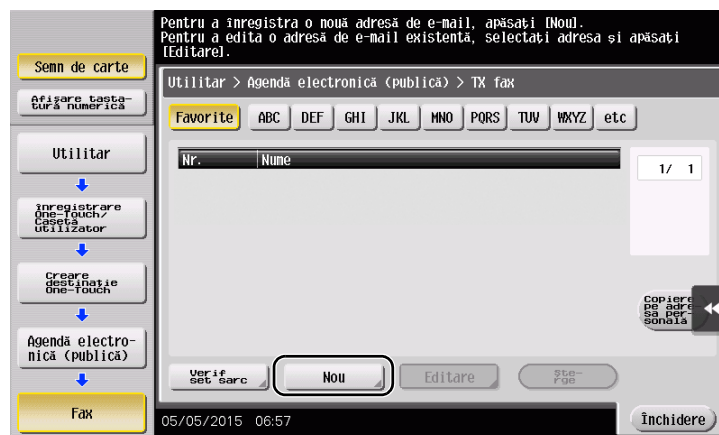 Pentru a înregistra o nouă adresă de e-mail, apăsați [Nou].
Pentru a edita o adresă de e-mail existentă, selectați adresa și apăsați
[Editare].
Semn de carte
Afișare tasta-
tură numerică
Utilitar
Înregistrare
One-Touch/
Casetă
utilizator
Creare
destinație
One-Touch
Agendă electro-
nică (publică)
Fax
Utilitar > Agendă electronică (publică) > TX fax
Favorite ABC DEF GHI JKL MNO PQRS TUV WXYZ etc
Nr. Nume
1/ 1
Copiere
pe adre
să per-
sonală
Verif
set sarc
Nou
Editare
Ște-
rge
05/05/2015 06:57
Închidere